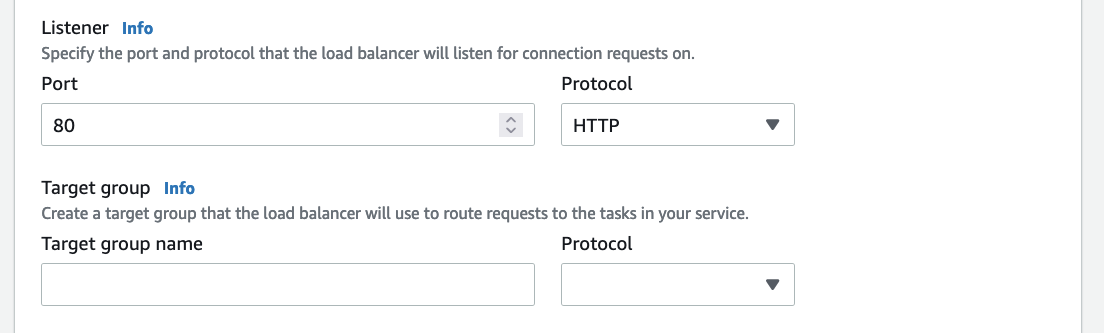 Listener Info
Specify the port and protocol that the load balancer will listen for connection requests on.
Port Protocol
80 HTTP
Target group Info
Create a target group that the load balancer will use to route requests to the tasks in your service.
Target group name Protocol